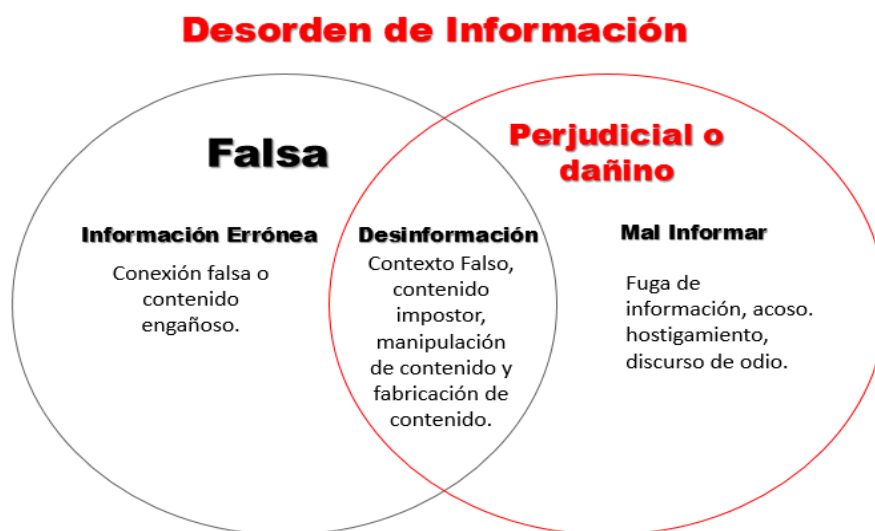 Desorden de Información
Falsa
Perjudicial o
dañino
Información Errónea
Conexión falsa o
contenido
engañoso.
Desinformación
Contexto Falso,
contenido
impostor,
manipulación
de contenido y
fabricación de
contenido.
Mal Informar
Fuga de
información, acoso.
hostigamiento,
discurso de odio.